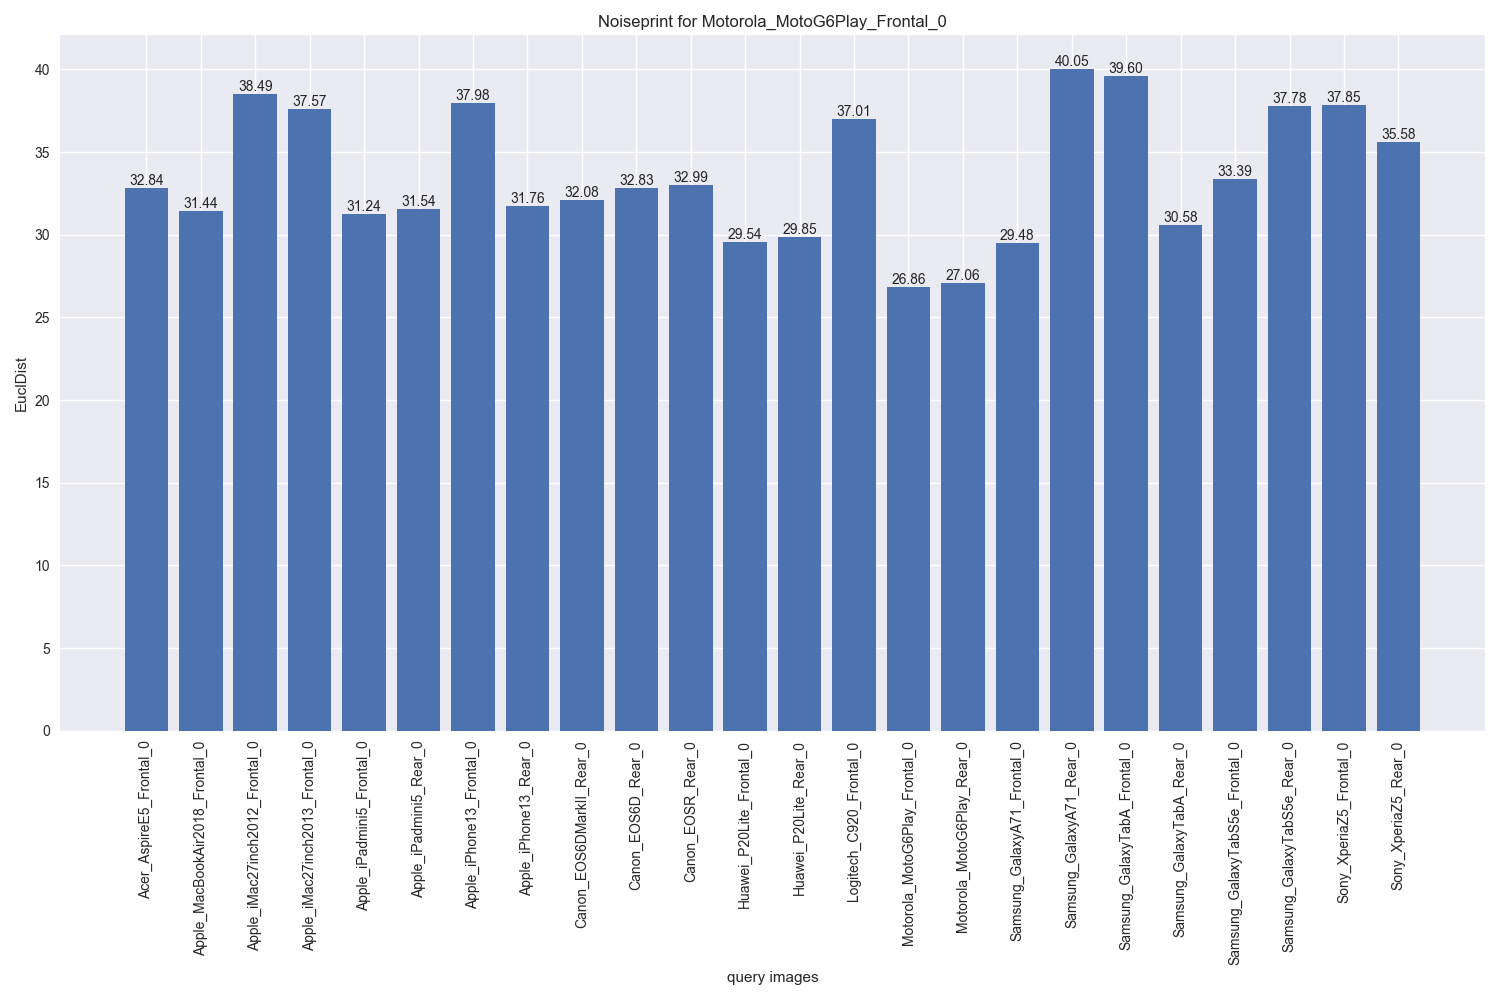 Noiseprint for Motorola_MotoG6Play_Frontal_0
EuclDist
40
35
30
25
20
15
10
5
0
32.84
31.44
38.49
37.57
31.24
31.54
37.98
31.76
32.08
32.83
32.99
29.54
29.85
37.01
26.86
27.06
29.48
40.05
39.60
30.58
33.39
37.78
37.85
35.58
Acer_AspireE5_Frontal_0
Apple_MacBookAir2018_Frontal_0
Apple_iMac27inch2012_Frontal_0
Apple_iMac27inch2013_Frontal_0
Apple_iPadmini5_Frontal_0
Apple_iPadmini5_Rear_0
Apple_iPhone13_Frontal_0
Apple_iPhone13_Rear_0
Canon_EOS6DMarkII_Rear_0
Canon_EOS6D_Rear_0
Canon_EOSR_Rear_0
Huawei_P20Lite_Frontal_0
Huawei_P20Lite_Rear_0
Logitech_C920_Frontal_0
Motorola_MotoG6Play_Frontal_0
Motorola_MotoG6Play_Rear_0
Samsung_GalaxyA71_Frontal_0
Samsung_GalaxyA71_Rear_0
Samsung_GalaxyTabA_Frontal_0
Samsung_GalaxyTabA_Rear_0
Samsung_GalaxyTabS5e_Frontal_0
Samsung_GalaxyTabS5e_Rear_0
Sony_XperiaZ5_Frontal_0
Sony_XperiaZ5_Rear_0
query images